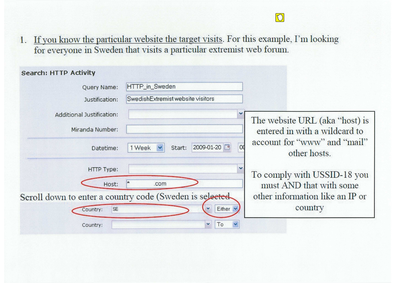 1. If you know the particular website the target visits. For this example, I'm looking
for everyone in Sweden that visits a particular extremist web forum.
Search: HTTP Activity
Query Name: HTTP_in_Sweden
Justification: SwedishExtremist website visitors
Additional Justification:
Miranda Number:
Datetime: 1 Week Start: 2009-01-20 00
HTTP Type:
Host: * .com
Scroll down to enter a country code (Sweden is selected
Country: SE Either
Country: To
The website URL (aka "host) is
entered in with a wildcard to
account for "www" and "mail"
other hosts.
To comply with USSID-18 you
must AND that with some
other information like an IP or
country